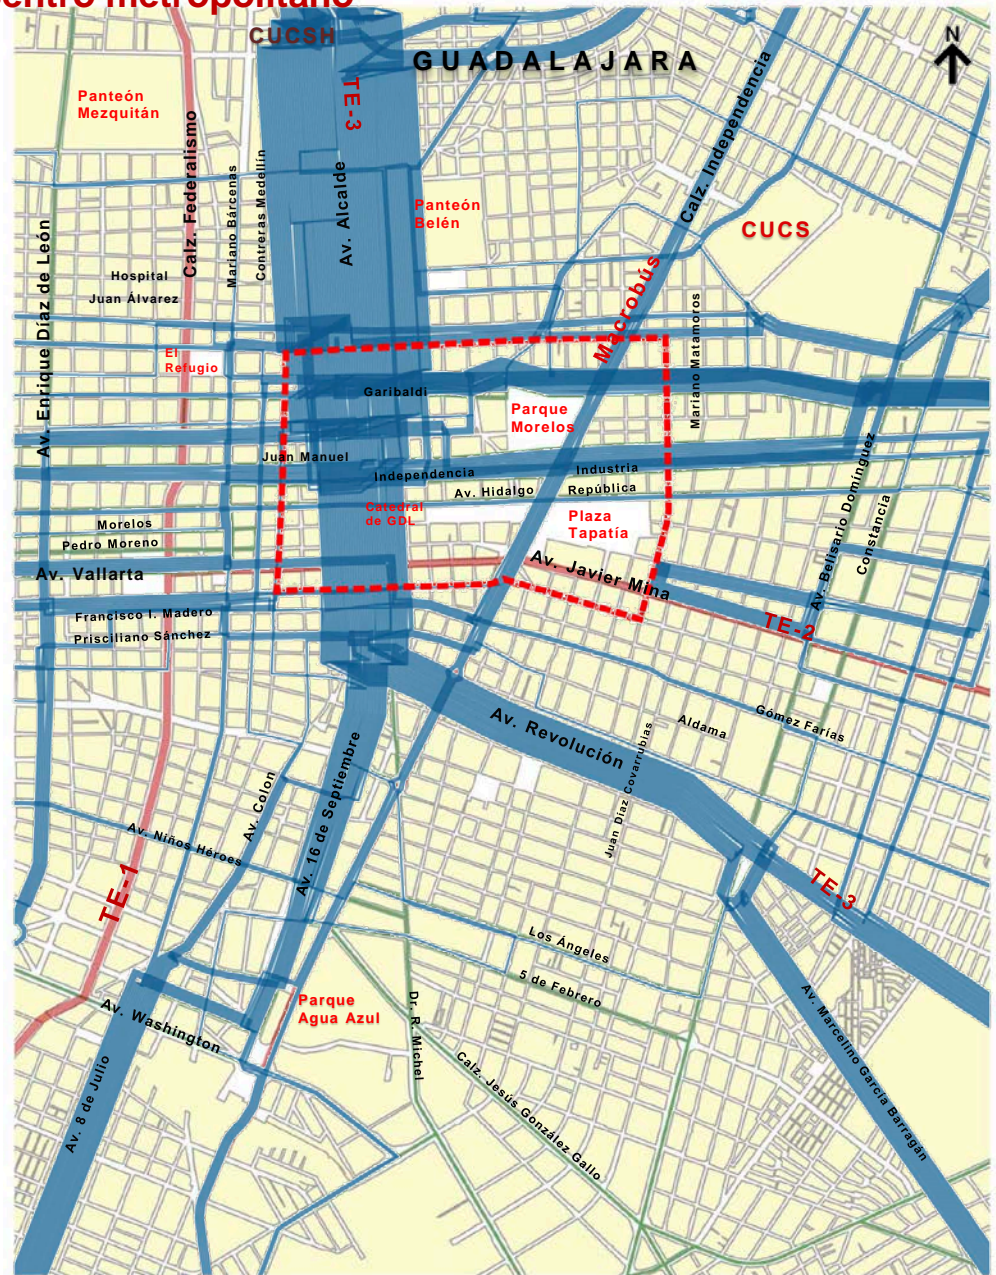 entro metropolitano
CUCSH
GUADALAJARA
N
Panteón
Mezquitán
TE-3
Calz. Independencia
Calz. Federalismo
Mariano Bárcenas
Contreras Medellín
Av. Alcalde
Panteón
Belén
CUCS
Av. Enrique Díaz de Leon
Hospital
Juan Álvarez
Macrobús
Mariano Matamoros
El
Refugio
Garibaldi
Parque
Morelos
Juan Manuel
Independencia
Industria
Av. Hidalgo
República
Catedral
de GDL
Plaza
Tapatía
Morelos
Pedro Moreno
Av. Vallarta
Av. Javier Mina
Av. Belisario Domínguez
Constancia
Francisco I. Madero
Prisciliano Sánchez
TE-2
Av. Revolución
Aldama
Gómez Farías
Juan Díaz Covarrubias
Av. Colon
Av. 16 de Septiembre
Av. Niños Héroes
TE-1
TE-3
Los Ángeles
5 de Febrero
Parque
Agua Azul
Av. Washington
Dr. R. Michel
Av. 8 de Julio
Calz. Jesús González Gallo
Av. Marcelino García Barragán